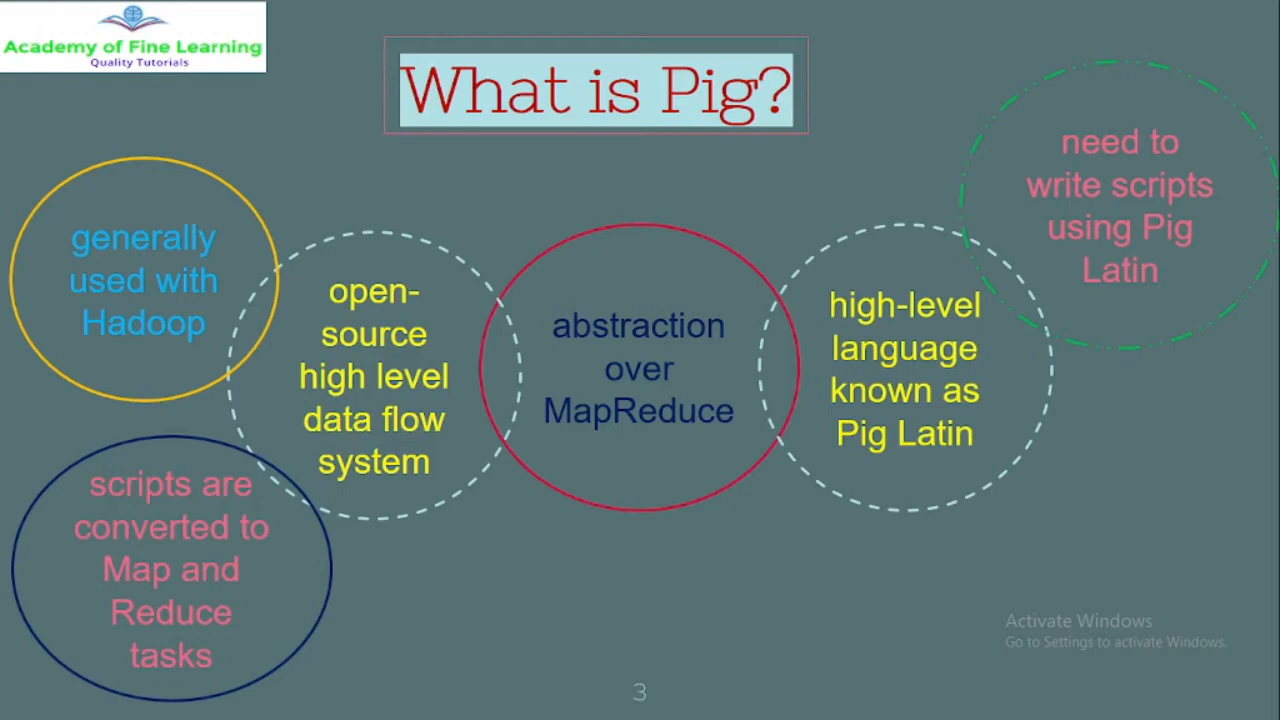 Academy of Fine Learning
Quality Tutorials
What is Pig?
generally
used with
Hadoop
open-
source
high level
data flow
system
abstraction
over
MapReduce
high-level
language
known as
Pig Latin
need to
write scripts
using Pig
Latin
scripts are
converted to
Map and
Reduce
tasks
Activate Windows
Go to Settings to activate Windows.
3